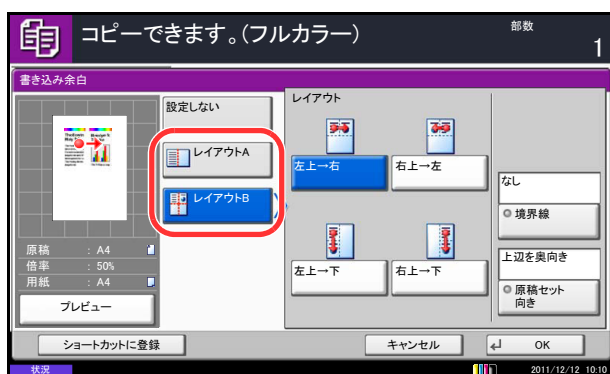 コピーできます。(フルカラー)
部数
1
書き込み余白
設定しない
レイアウトA
レイアウトB
レイアウト
左上→右
右上→左
左上→下
右上→下
なし
境界線
上辺を奥向き
原稿セット
向き
原稿 : A4
倍率 : 50%
用紙 : A4
プレビュー
ショートカットに登録
キャンセル
OK
状況
2011/12/12 10:10